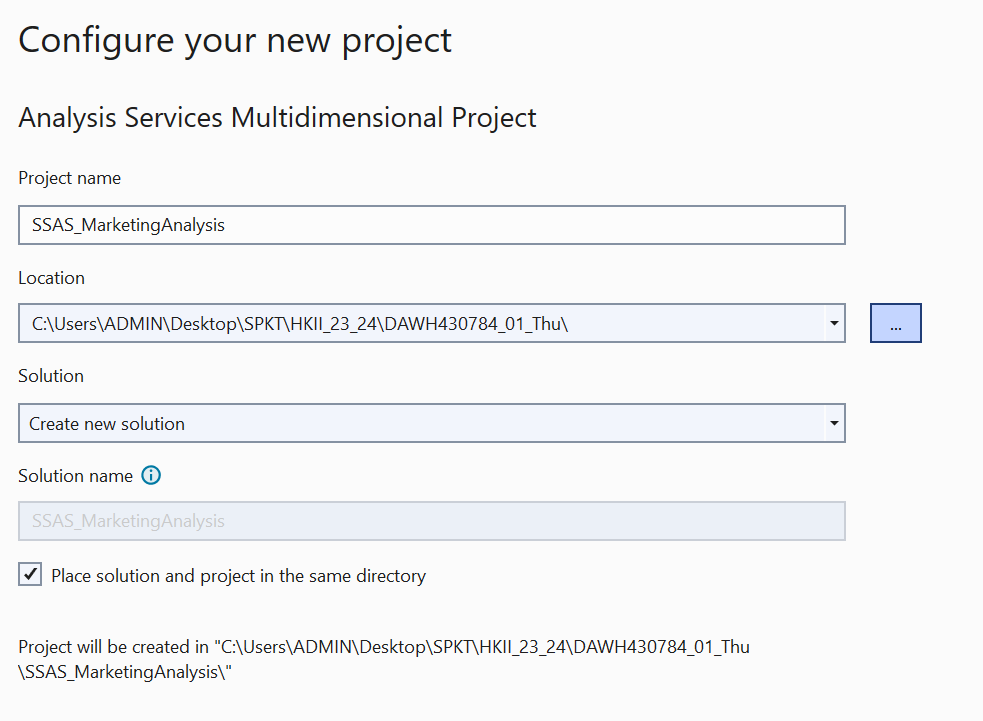 Configure your new project
Analysis Services Multidimensional Project
Project name
SSAS_MarketingAnalysis
Location
C:\Users\ADMIN\Desktop\SPKT\HKII_23_24\DAWH430784_01_Thu\
...
Solution
Create new solution
Solution name
SSAS_MarketingAnalysis
Place solution and project in the same directory
Project will be created in "C:\Users\ADMIN\Desktop\SPKT\HKII_23_24\DAWH430784_01_Thu
\SSAS_MarketingAnalysis\"